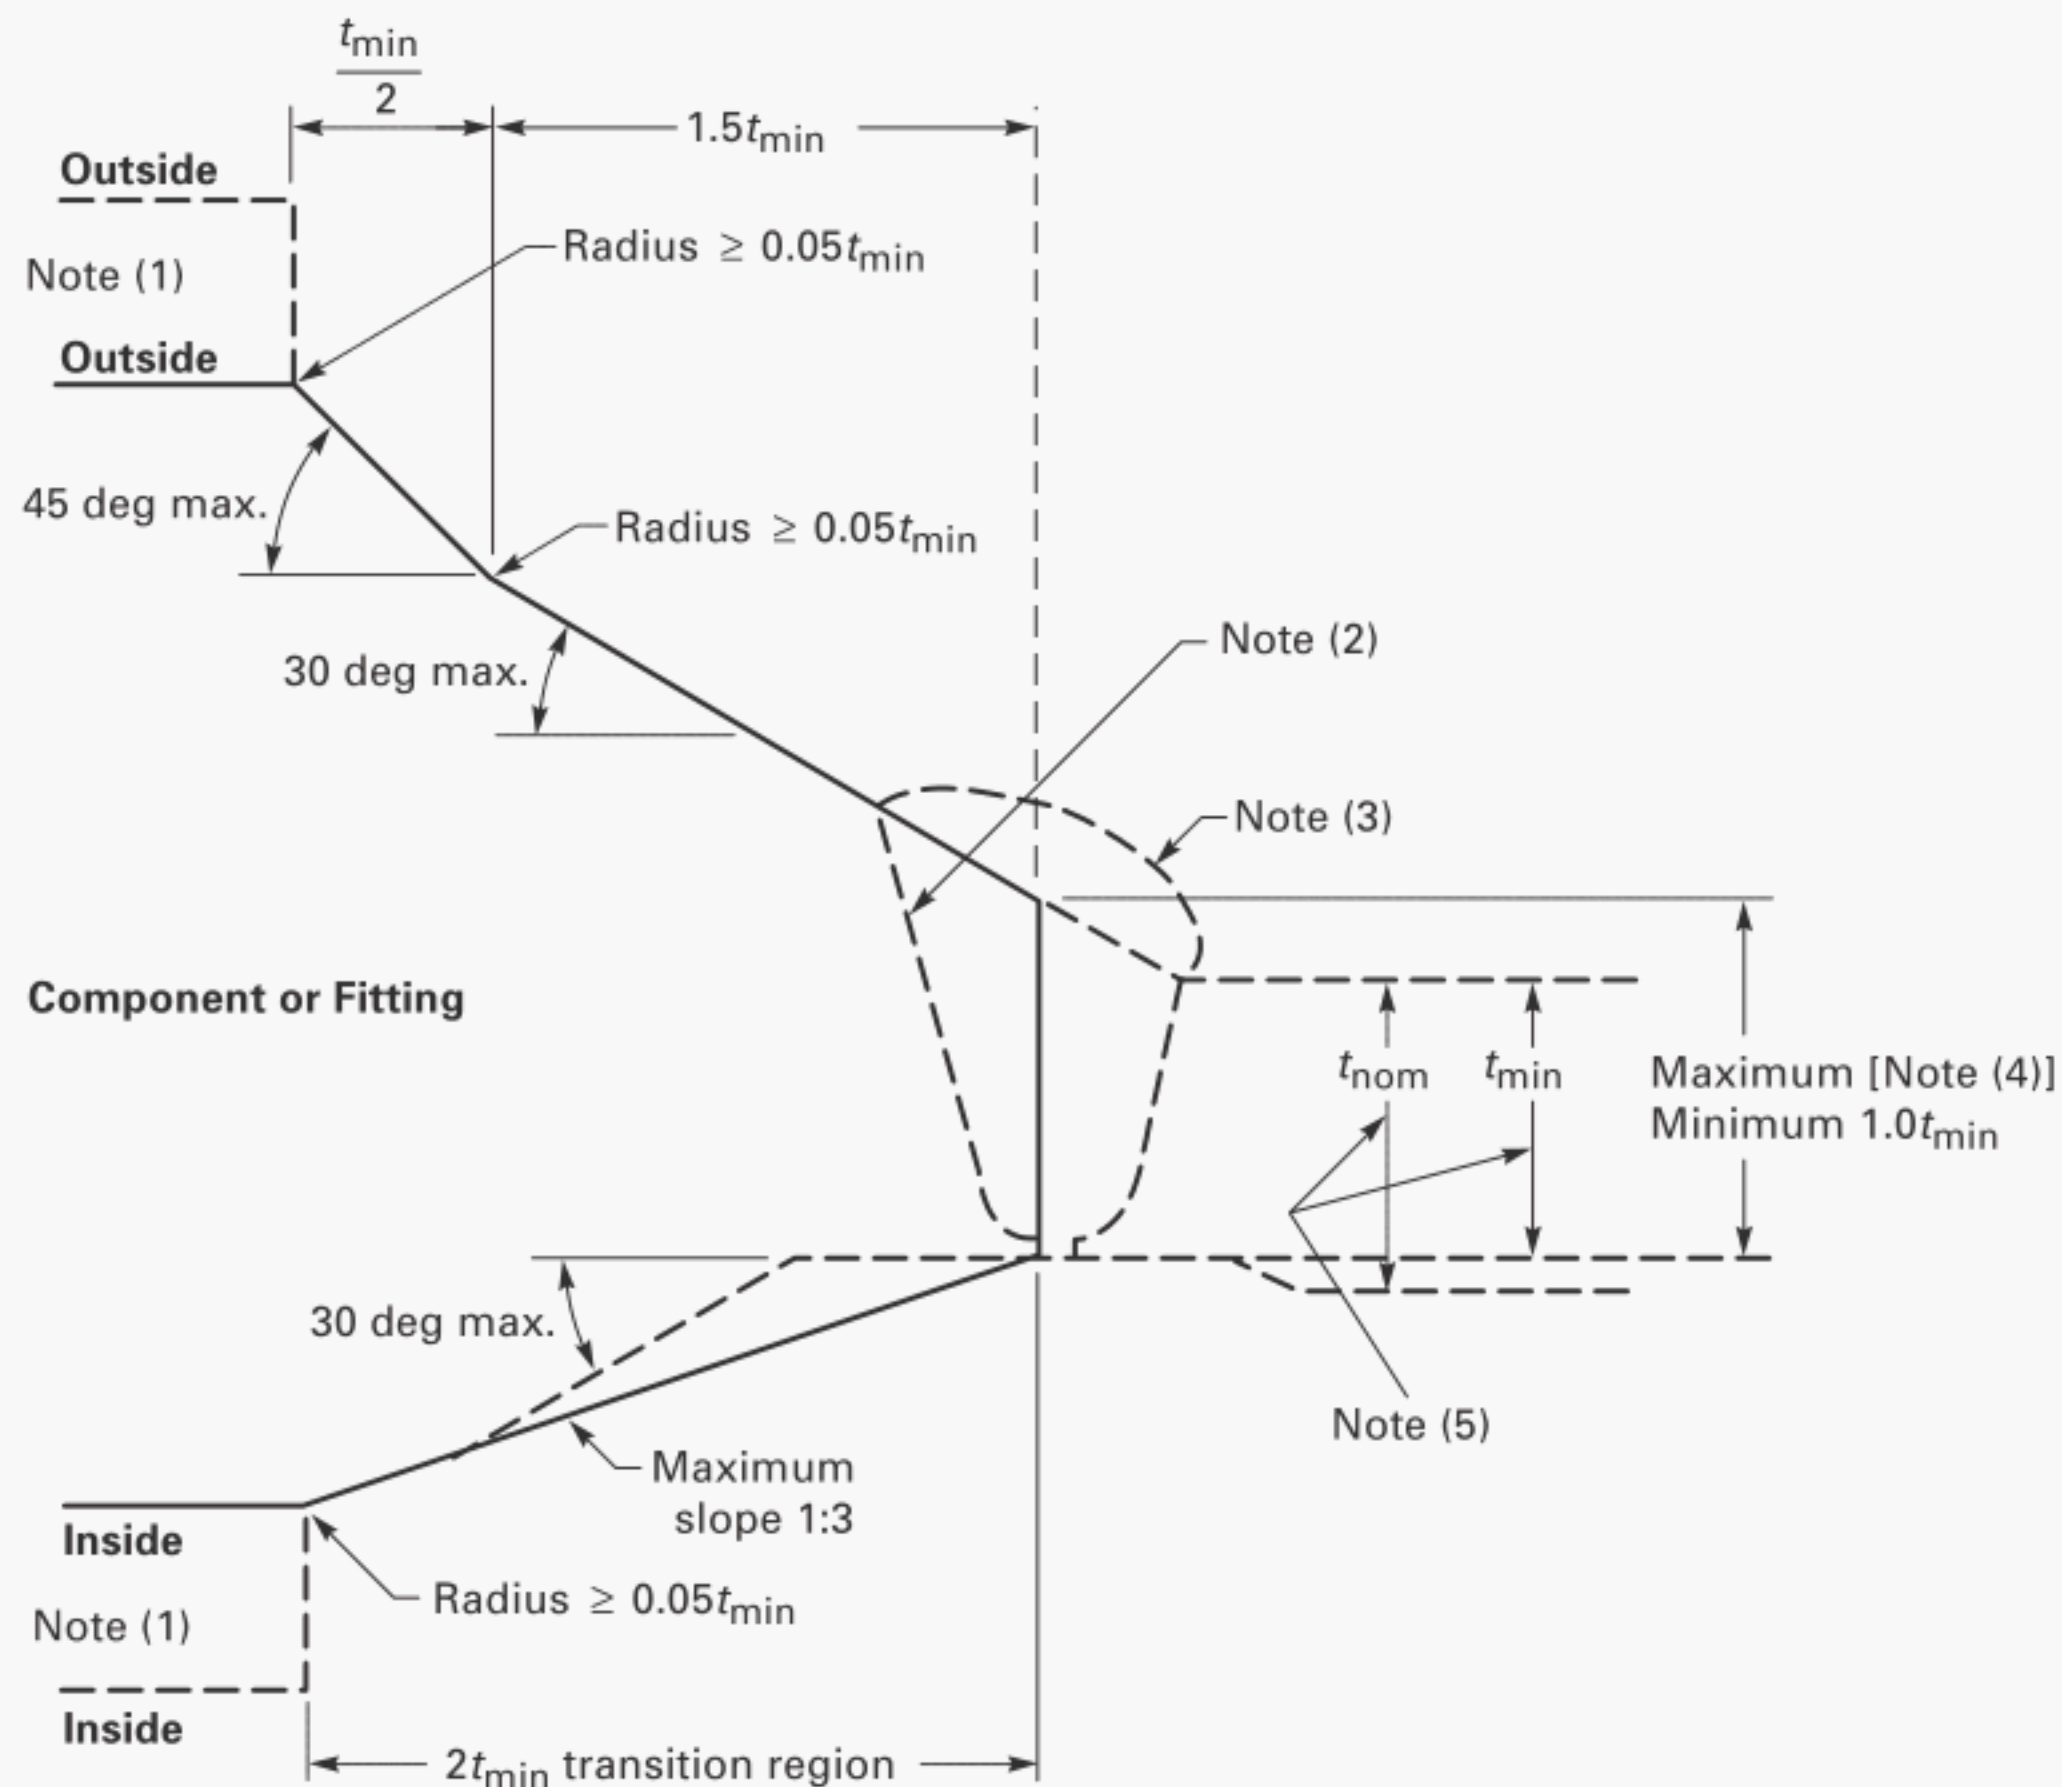 tmin
2
1.5tmin
Outside
Radius ≥ 0.05tmin
Note (1)
Outside
45 deg max.
Radius ≥ 0.05tmin
Note (2)
30 deg max.
Note (3)
Component or Fitting
tnom
tmin
Maximum [Note (4)]
Minimum 1.0tmin
30 deg max.
Note (5)
Maximum
slope 1:3
Inside
Radius ≥ 0.05tmin
Note (1)
Inside
2tmin transition region